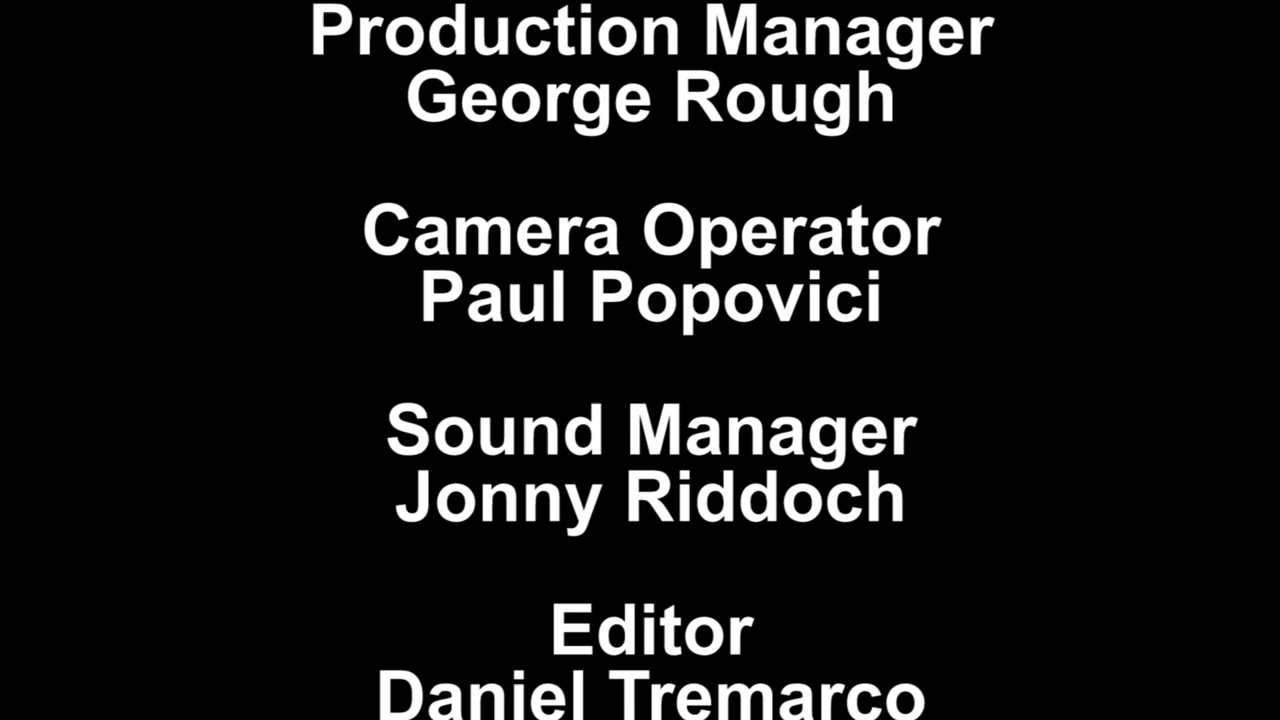 Production Manager
George Rough
Camera Operator
Paul Popovici
Sound Manager
Jonny Riddoch
Editor
Daniel Tremarco